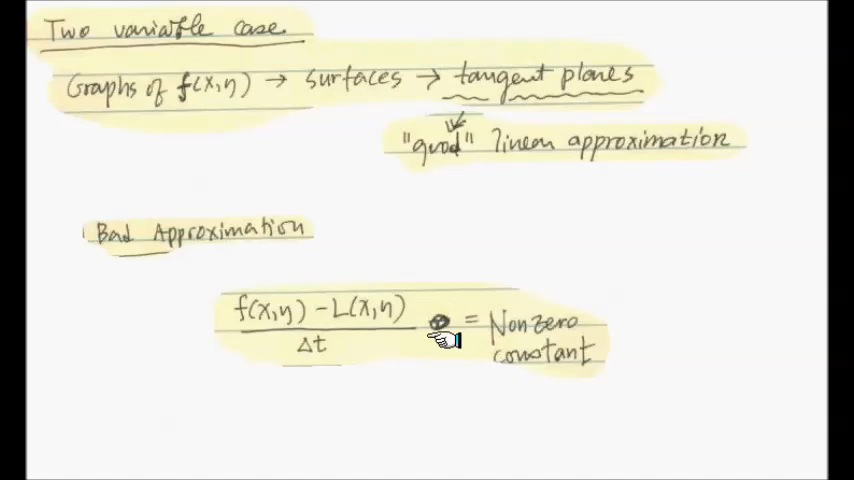 Two variable case
Graphs of f(x,y) → surfaces → tangent planes
"good" linear approximation
Bad Approximation
f(x,y) - L(x,y)
Δt
= Nonzero
constant